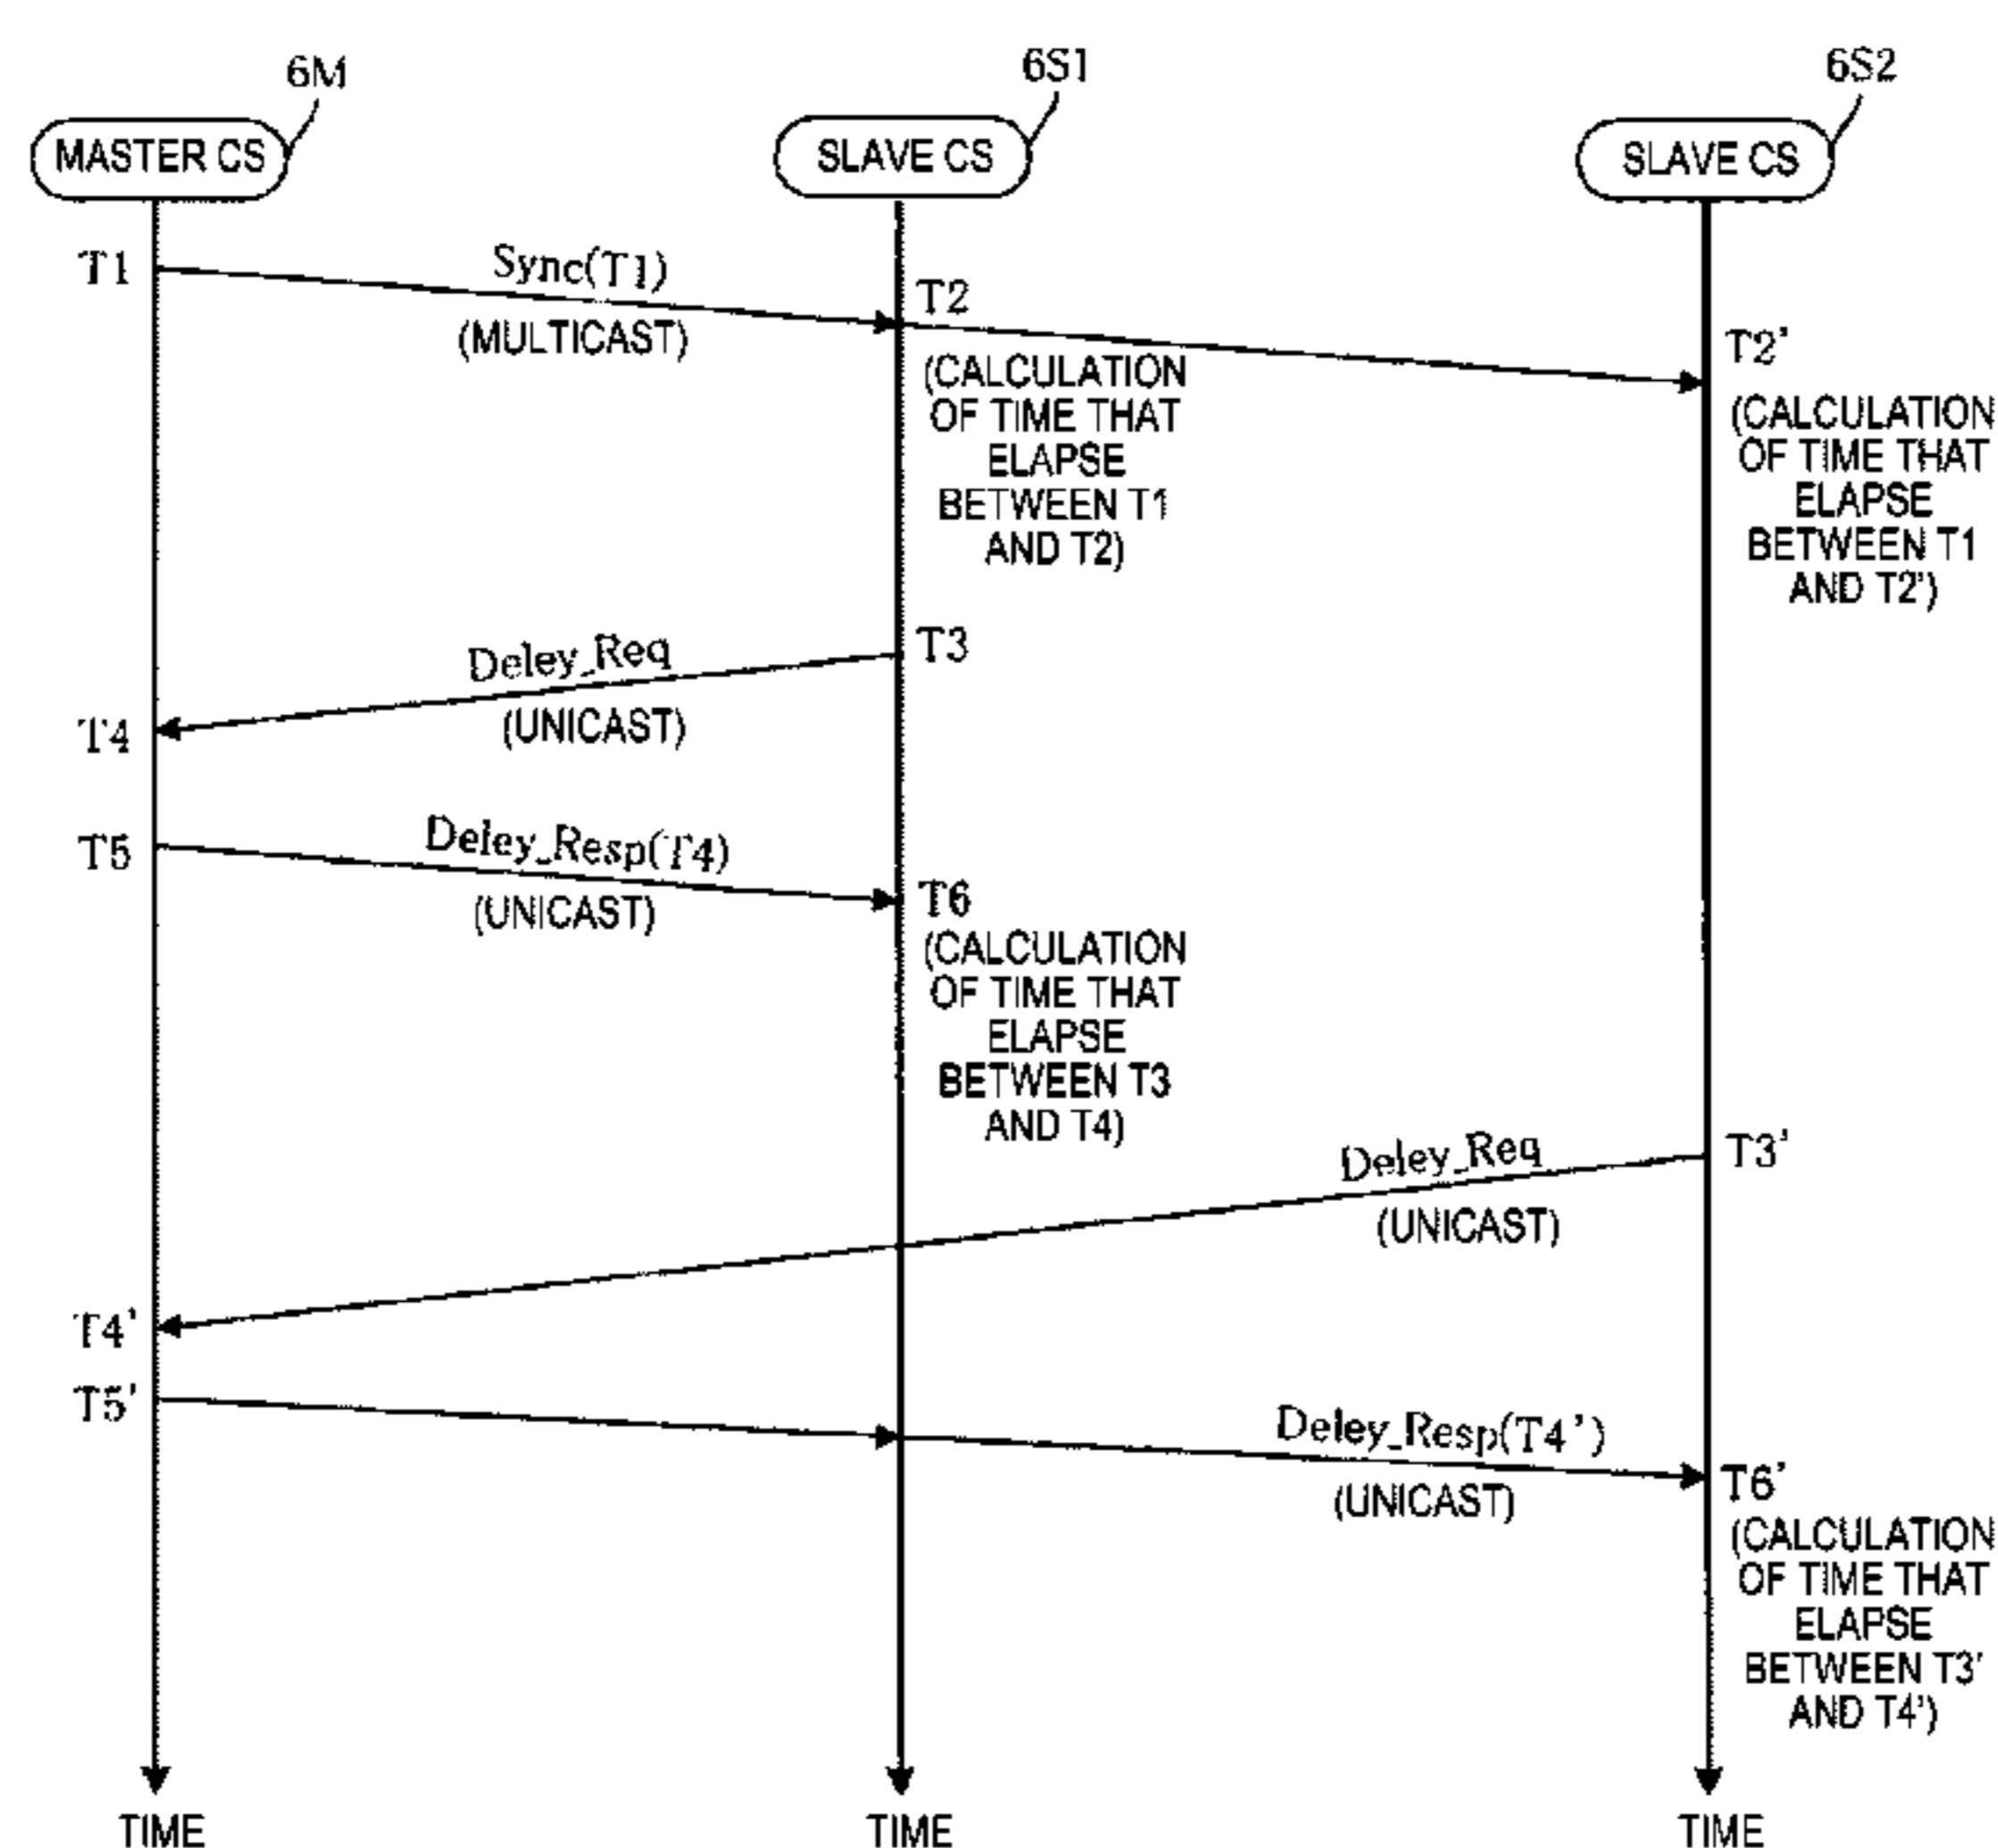 6M
6S1
6S2
MASTER CS
SLAVE CS
SLAVE CS
T1
Sync(T1)
(MULTICAST)
T2
(CALCULATION
OF TIME THAT
ELAPSE
BETWEEN T1
AND T2)
T2'
(CALCULATION
OF TIME THAT
ELAPSE
BETWEEN T1
AND T2')
Deley_Req
(UNICAST)
T3
T4
T5
Deley_Resp(T4)
(UNICAST)
T6
(CALCULATION
OF TIME THAT
ELAPSE
BETWEEN T3
AND T4)
Deley_Req
(UNICAST)
T3'
T4'
T5'
Deley_Resp(T4')
(UNICAST)
T6'
(CALCULATION
OF TIME THAT
ELAPSE
BETWEEN T3'
AND T4')
TIME
TIME
TIME